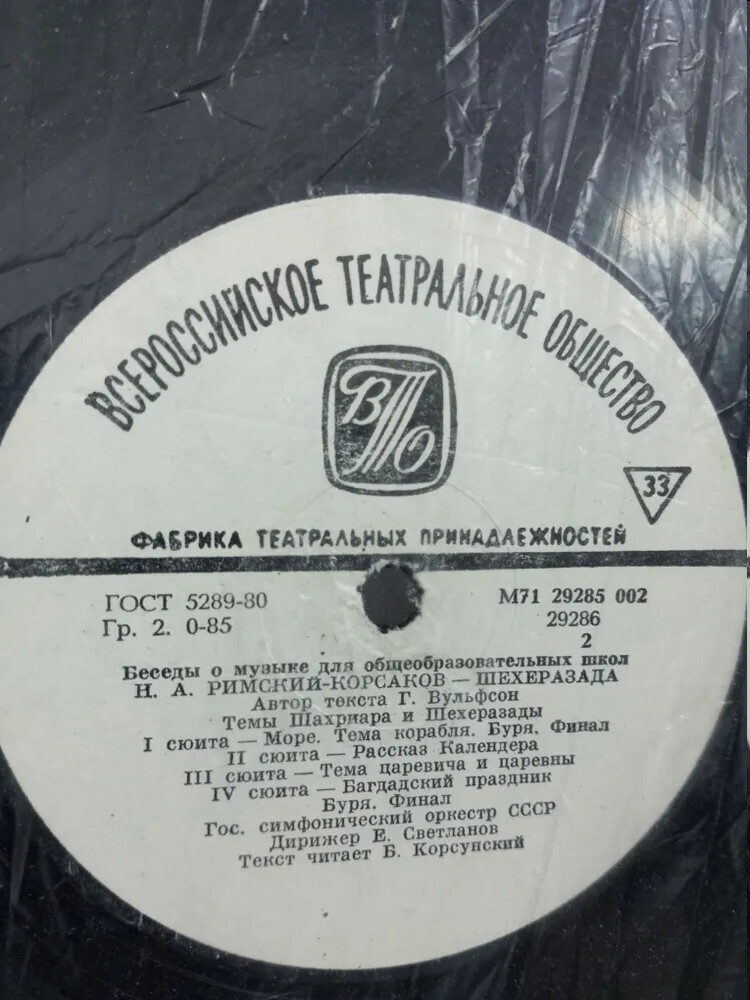 ВСЕРОССИЙСКОЕ ТЕАТРАЛЬНОЕ ОБЩЕСТВО
ВТО
33
ФАБРИКА ТЕАТРАЛЬНЫХ ПРИНАДЛЕЖНОСТЕЙ
ГОСТ 5289-80 М71 29285 002
Гр. 2. 0-85 29286
2
Беседы о музыке для общеобразовательных школ
Н. А. РИМСКИЙ-КОРСАКОВ — ШЕХЕРАЗАДА
Автор текста Г. Вульфсон
Темы Шахриара и Шехеразады
I сюита — Море. Тема корабля. Буря. Финал
II сюита — Рассказ Календера
III сюита — Тема царевича и царевны
IV сюита — Багдадский праздник
Буря. Финал
Гос. симфонический оркестр СССР
Дирижер Е. Светланов
Текст читает Б. Корсунский